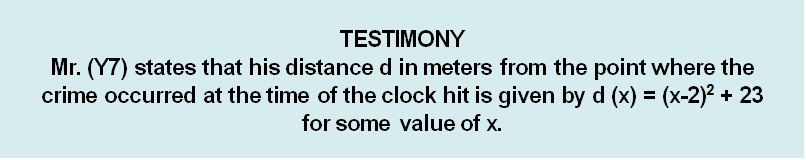 TESTIMONY
Mr. (Y7) states that his distance d in meters from the point where the
crime occurred at the time of the clock hit is given by d (x) = (x-2)² + 23
for some value of x.